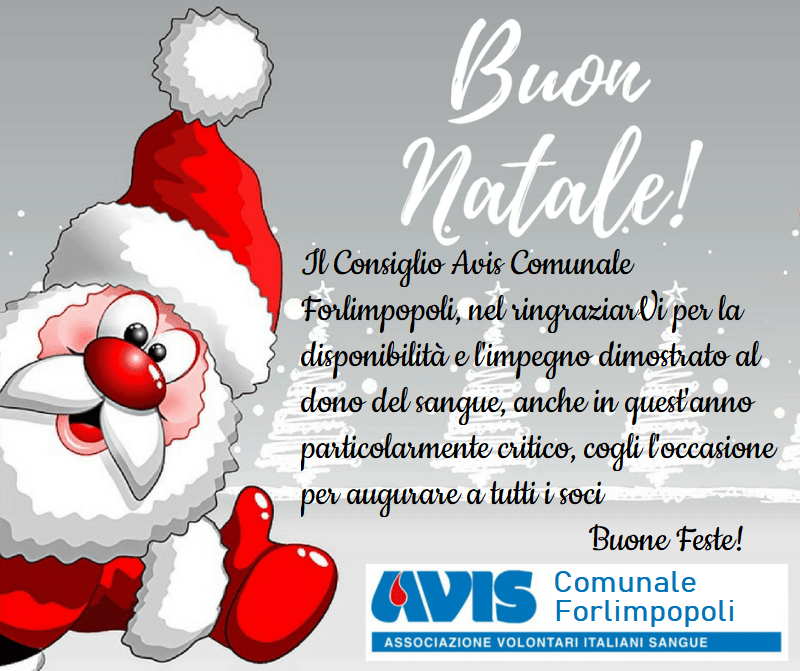 Buon
Natale!
Il Consiglio Avis Comunale
Forlimpopoli, nel ringraziarVi per la
disponibilità e l'impegno dimostrato al
dono del sangue, anche in quest'anno
particolarmente critico, cogli l'occasione
per augurare a tutti i soci
Buone Feste!
AVIS Comunale
Forlimpopoli
ASSOCIAZIONE VOLONTARI ITALIANI SANGUE